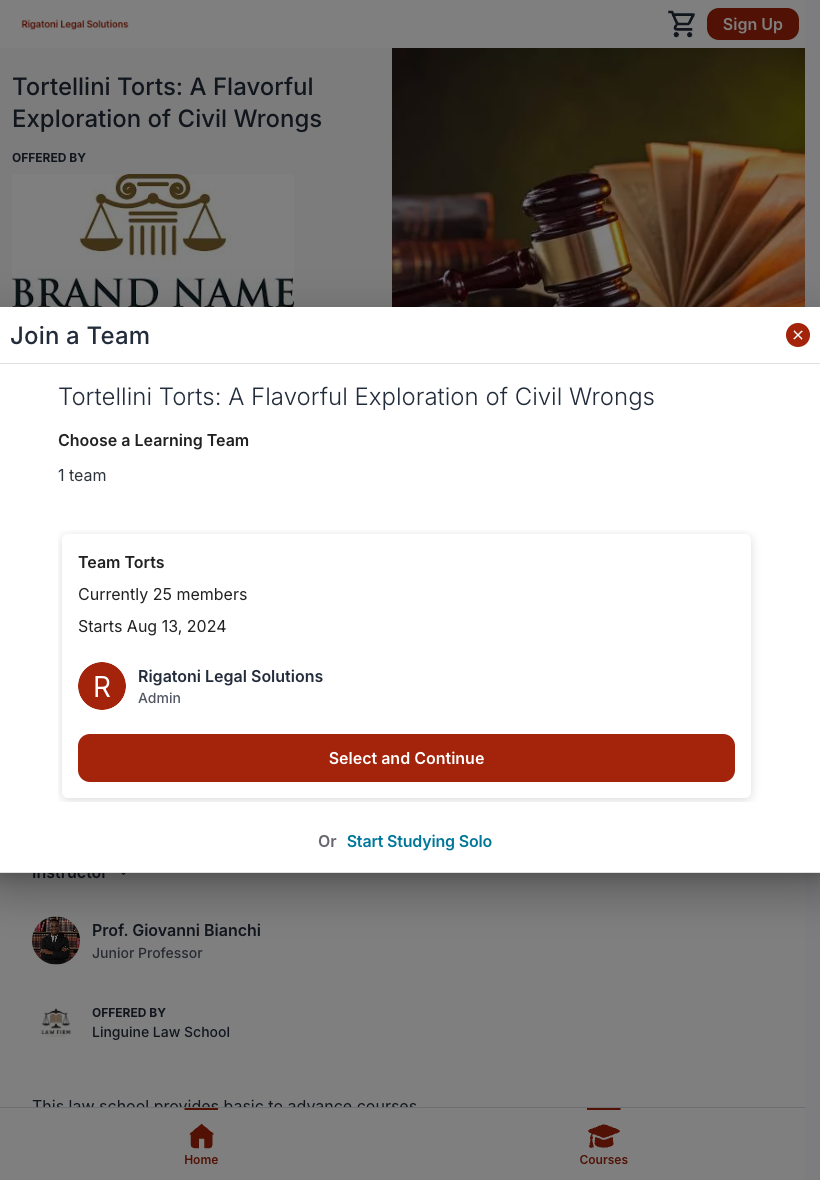 Rigatoni Legal Solutions
Sign Up
Tortellini Torts: A Flavorful
Exploration of Civil Wrongs
OFFERED BY
BRAND NAME
Join a Team
Tortellini Torts: A Flavorful Exploration of Civil Wrongs
Choose a Learning Team
1 team
Team Torts
Currently 25 members
Starts Aug 13, 2024
R
Rigatoni Legal Solutions
Admin
Select and Continue
Or Start Studying Solo
Instructor
Prof. Giovanni Bianchi
Junior Professor
LAW FIRM
OFFERED BY
Linguine Law School
This law school provides basic to advance courses
Home
Courses